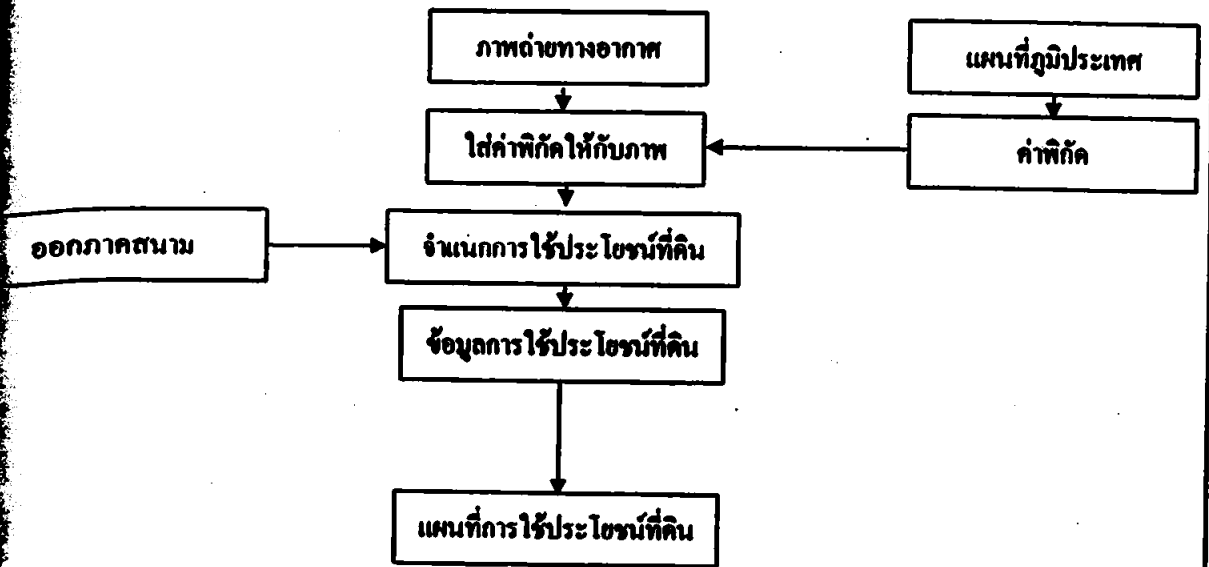 ภาพถ่ายทางอากาศ
แผนที่ภูมิประเทศ
ใส่ค่าพิกัดให้กับภาพ
ค่าพิกัด
ออกภาคสนาม
จำแนกการใช้ประโยชน์ที่ดิน
ข้อมูลการใช้ประโยชน์ที่ดิน
แผนที่การใช้ประโยชน์ที่ดิน